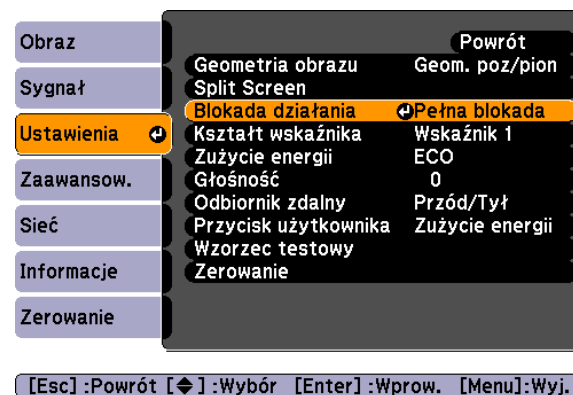 Obraz
Sygnał
Ustawienia
Zaawansow.
Sieć
Informacje
Zerowanie
Powrót
Geometria obrazu Geom. poz/pion
Split Screen
Blokada działania Pełna blokada
Kształt wskaźnika Wskaźnik 1
Zużycie energii ECO
Głośność 0
Odbiornik zdalny Przód/Tył
Przycisk użytkownika Zużycie energii
Wzorzec testowy
Zerowanie
[Esc] :Powrót [◆] :Wybór [Enter] :Wprow. [Menu]:Wyj.